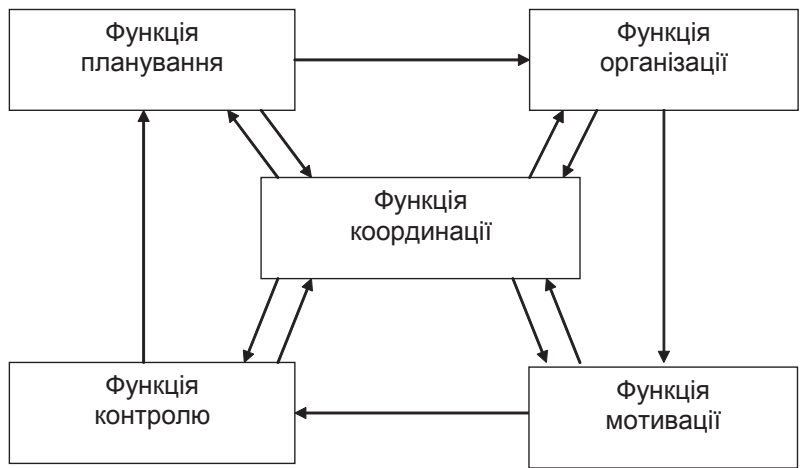 Функція
планування
Функція
організації
Функція
координації
Функція
контролю
Функція
мотивації